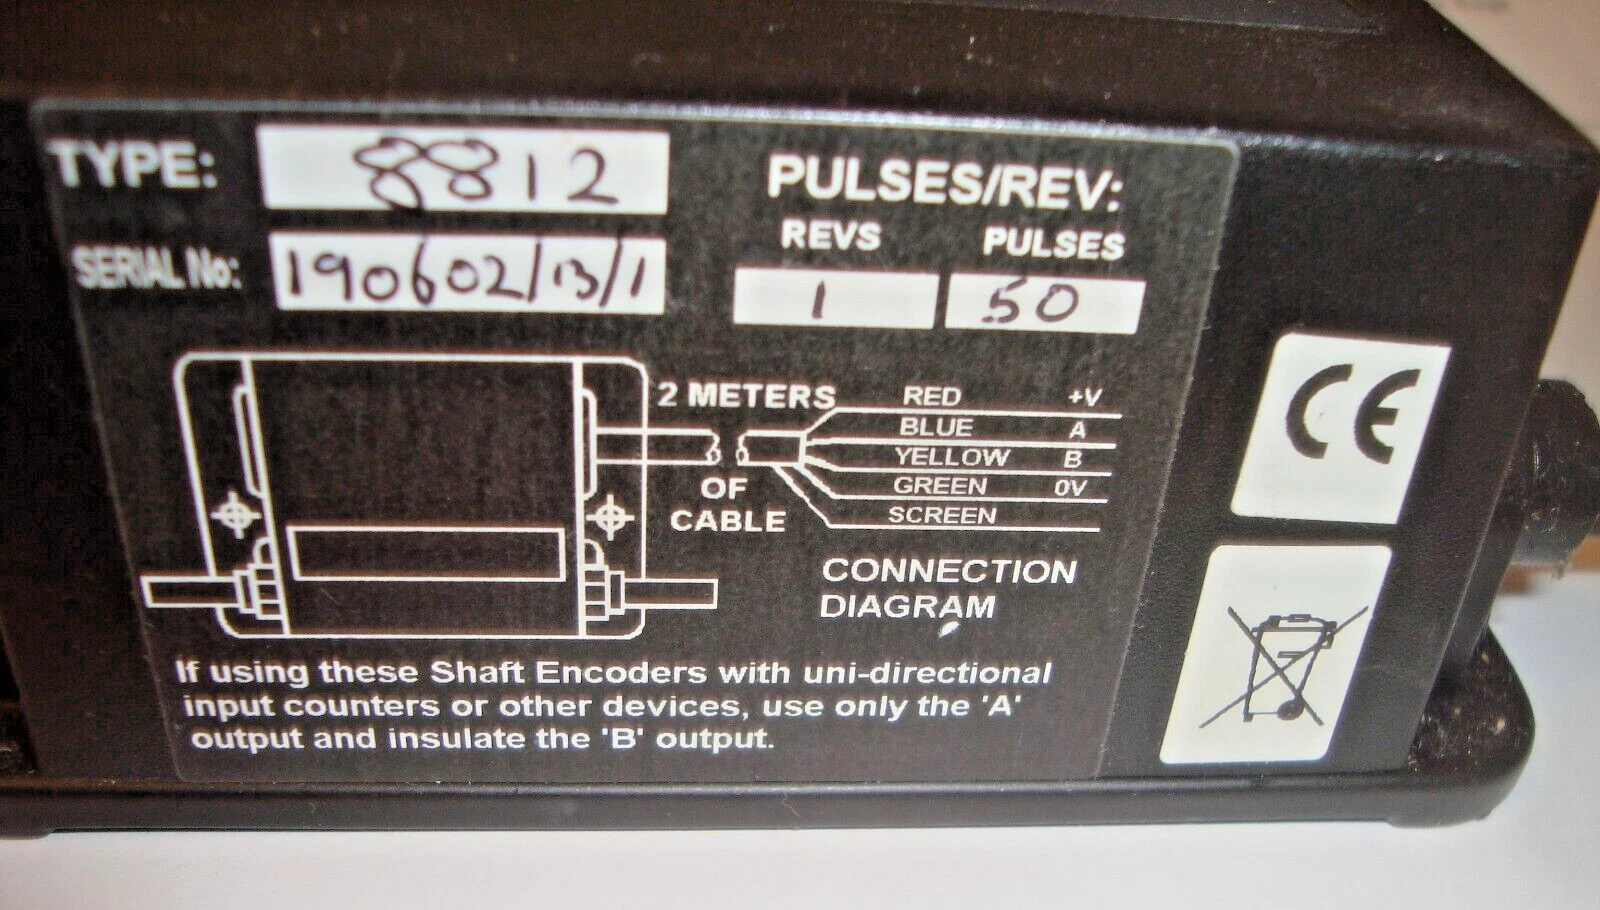 TYPE: 8812
SERIAL No: 190602/13/1
PULSES/REV:
REVS PULSES
1 50
2 METERS
OF
CABLE
RED +V
BLUE A
YELLOW B
GREEN 0V
SCREEN
CONNECTION
DIAGRAM
If using these Shaft Encoders with uni-directional
input counters or other devices, use only the 'A'
output and insulate the 'B' output.
CE